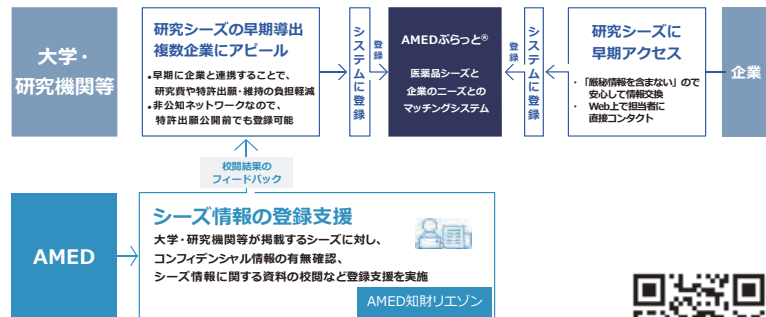 大学・
研究機関等
研究シーズの早期導出
複数企業にアピール
•早期に企業と連携することで、
研究費や特許出願・維持の負担軽減
•非公知ネットワークなので、
特許出願公開前でも登録可能
システムに登録
登録
AMEDぷらっと®
医薬品シーズと
企業のニーズとの
マッチングシステム
登録
システムに登録
研究シーズに
早期アクセス
・「厳秘情報を含まない」ので
安心して情報交換
・ Web上で担当者に
直接コンタクト
企業
校閲結果の
フィードバック
AMED
シーズ情報の登録支援
大学・研究機関等が掲載するシーズに対し、
コンフィデンシャル情報の有無確認、
シーズ情報に関する資料の校閲など登録支援を実施
AMED知財リエゾン